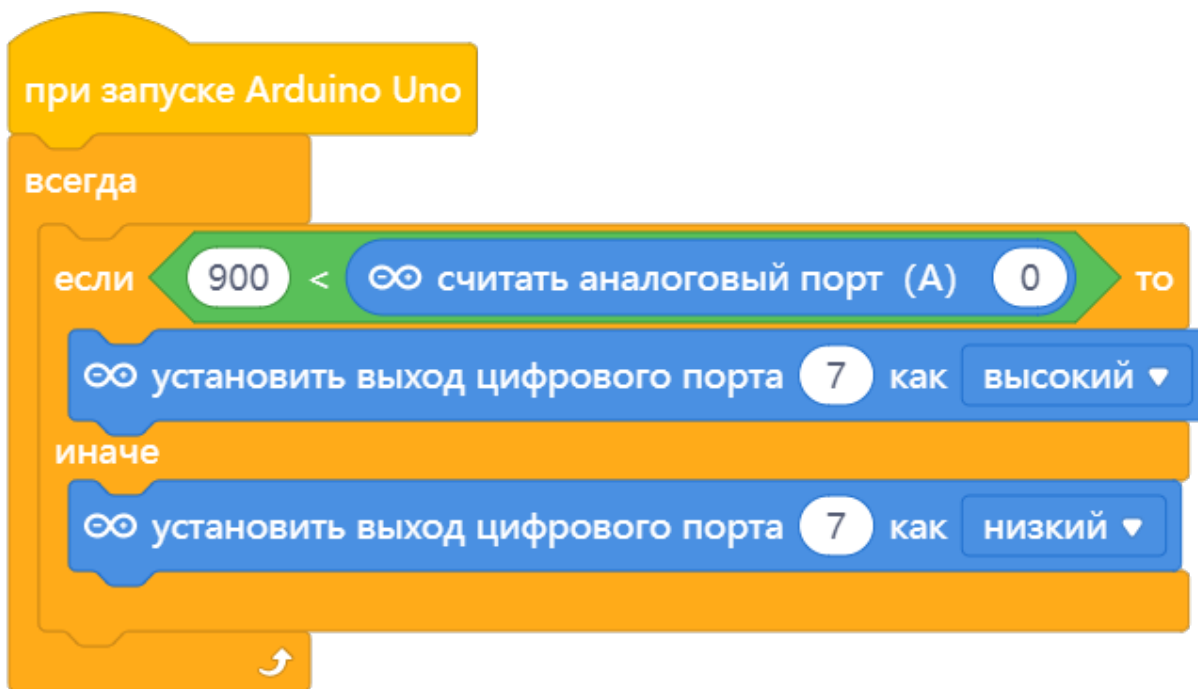 при запуске Arduino Uno
всегда
если 900 < считать аналоговый порт (A) 0 то
установить выход цифрового порта 7 как высокий
иначе
установить выход цифрового порта 7 как низкий